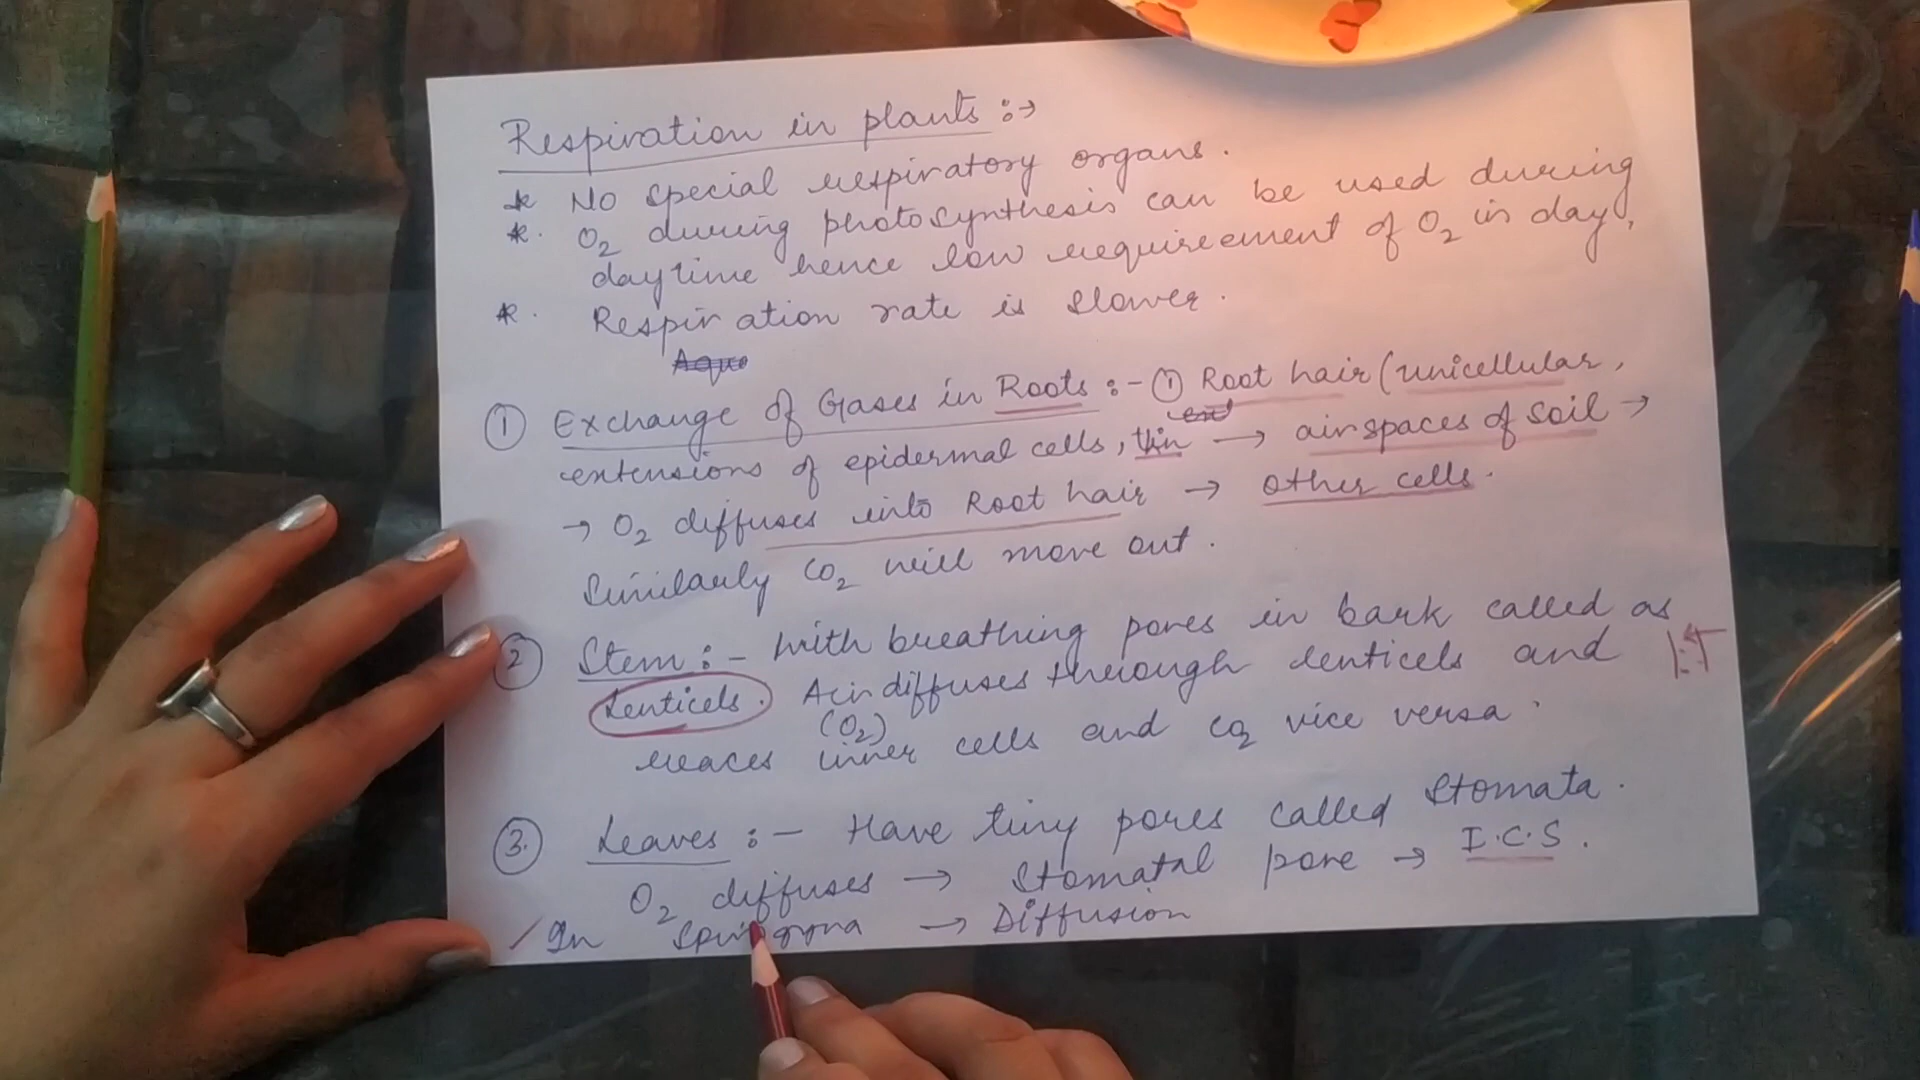 Respiration in plants :→
* No special respiratory organs.
*. O2 during photosynthesis can be used during
daytime hence low requirement of O2 in day,
*. Respiration rate is slower.
Aqua
① Exchange of Gases in Roots :- ① Root hair (unicellular,
extensions of epidermal cells, thin → airspaces of soil →
→ O2 diffuses into Root hair → other cells.
Similarly CO2 will move out.
② Stem :- With breathing pores in bark called as
Lenticels. Air diffuses through lenticels and
(O2)
reaces inner cells and CO2 vice versa.
③. Leaves :- Have tiny pores called Stomata.
O2 diffuses → Stomatal pore → I.C.S.
In → Diffusion